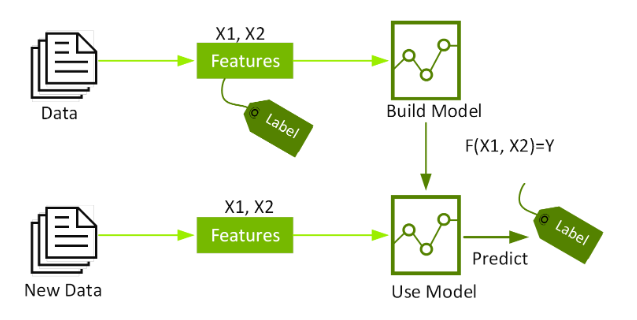 X1, X2
Features
Label
Data
Build Model
F(X1, X2)=Y
X1, X2
Features
Label
Predict
New Data
Use Model